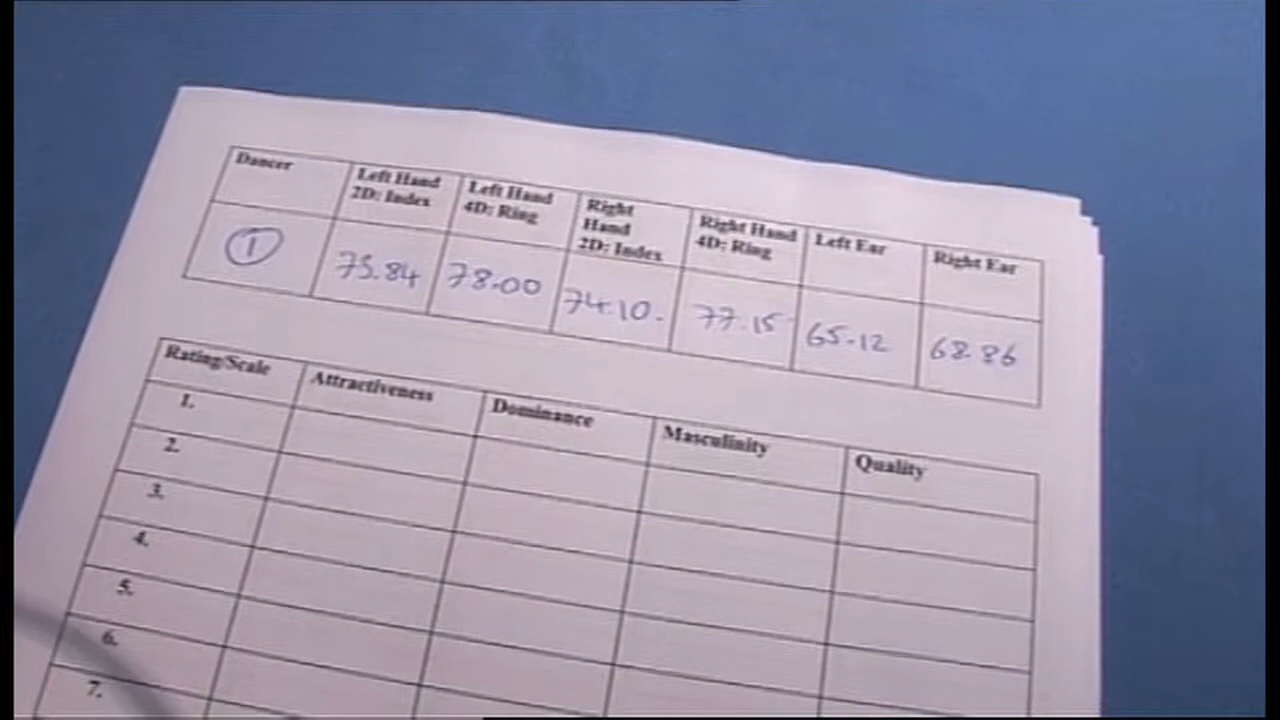 Dancer
Left Hand
2D: Index
Left Hand
4D: Ring
Right
Hand
2D: Index
Right Hand
4D: Ring
Left Ear
Right Ear
1
78.00
74.10.
77.15
65.12
68.86
Rating/Scale
Attractiveness
Dominance
Masculinity
Quality
1.
2.
3.
4.
5.
6.
7.